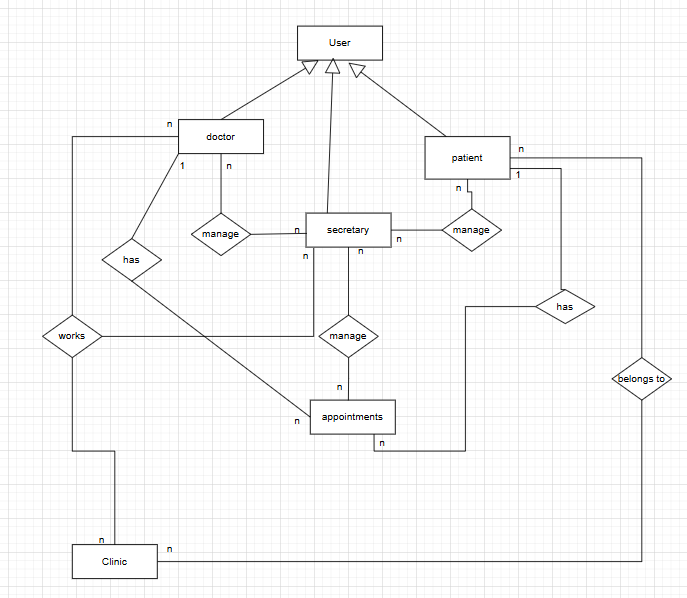 User
n
doctor
n
patient
1
n
1
n
manage
n
secretary
n
manage
n
n
has
has
works
manage
belongs to
n
appointments
n
n
n
n
Clinic